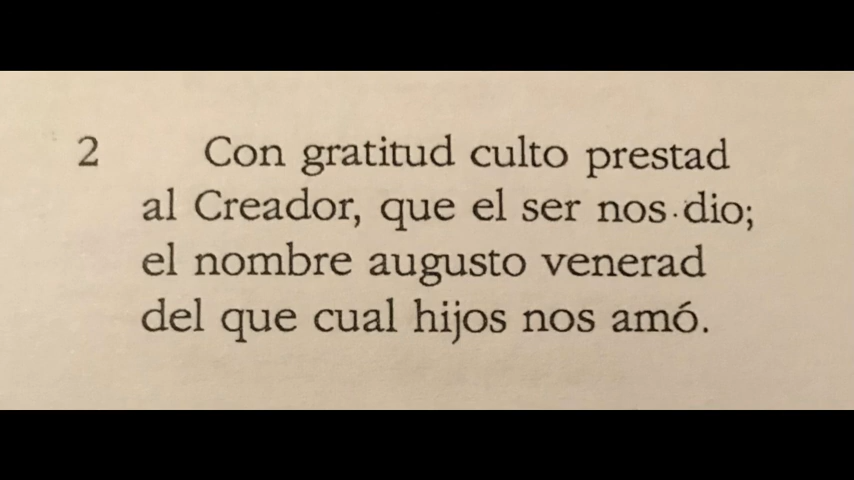 2 Con gratitud culto prestad
al Creador, que el ser nos dio;
el nombre augusto venerad
del que cual hijos nos amó.